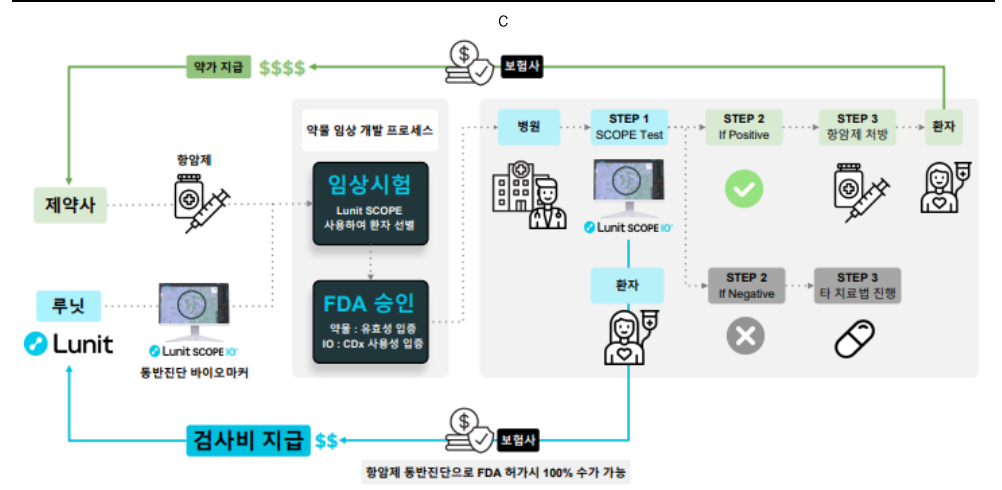 C
약가 지급 $$$$
보험사
약물 임상 개발 프로세스
병원
STEP 1
SCOPE Test
STEP 2
If Positive
STEP 3
항암제 처방
환자
항암제
제약사
임상시험
Lunit SCOPE
사용하여 환자 선별
Lunit SCOPE IO
루닛
Lunit
Lunit SCOPE IO
동반진단 바이오마커
FDA 승인
약물 : 유효성 입증
IO : CDx 사용성 입증
환자
STEP 2
If Negative
STEP 3
타 치료법 진행
검사비 지급 $$
보험사
항암제 동반진단으로 FDA 허가시 100% 수가 가능